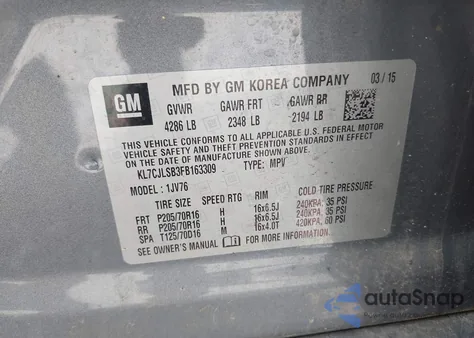 GM
MFD BY GM KOREA COMPANY 03/15
GVWR GAWR FRT GAWR RR
4286 LB 2348 LB 2194 LB
THIS VEHICLE CONFORMS TO ALL APPLICABLE U.S. FEDERAL MOTOR
VEHICLE SAFETY AND THEFT PREVENTION STANDARDS IN EFFECT
ON THE DATE OF MANUFACTURE SHOWN ABOVE.
KL7CJLSB3FB163309 TYPE: MPV
MODEL: 1JV76
TIRE SIZE SPEED RTG RIM COLD TIRE PRESSURE
FRT P205/70R16 H 16x6.5J 240KPA, 35 PSI
RR P205/70R16 H 16x6.5J 240KPA, 35 PSI
SPA T125/70D16 M 16x4.0T 420KPA, 60 PSI
SEE OWNER'S MANUAL FOR MORE INFORMATION.
autoSnap